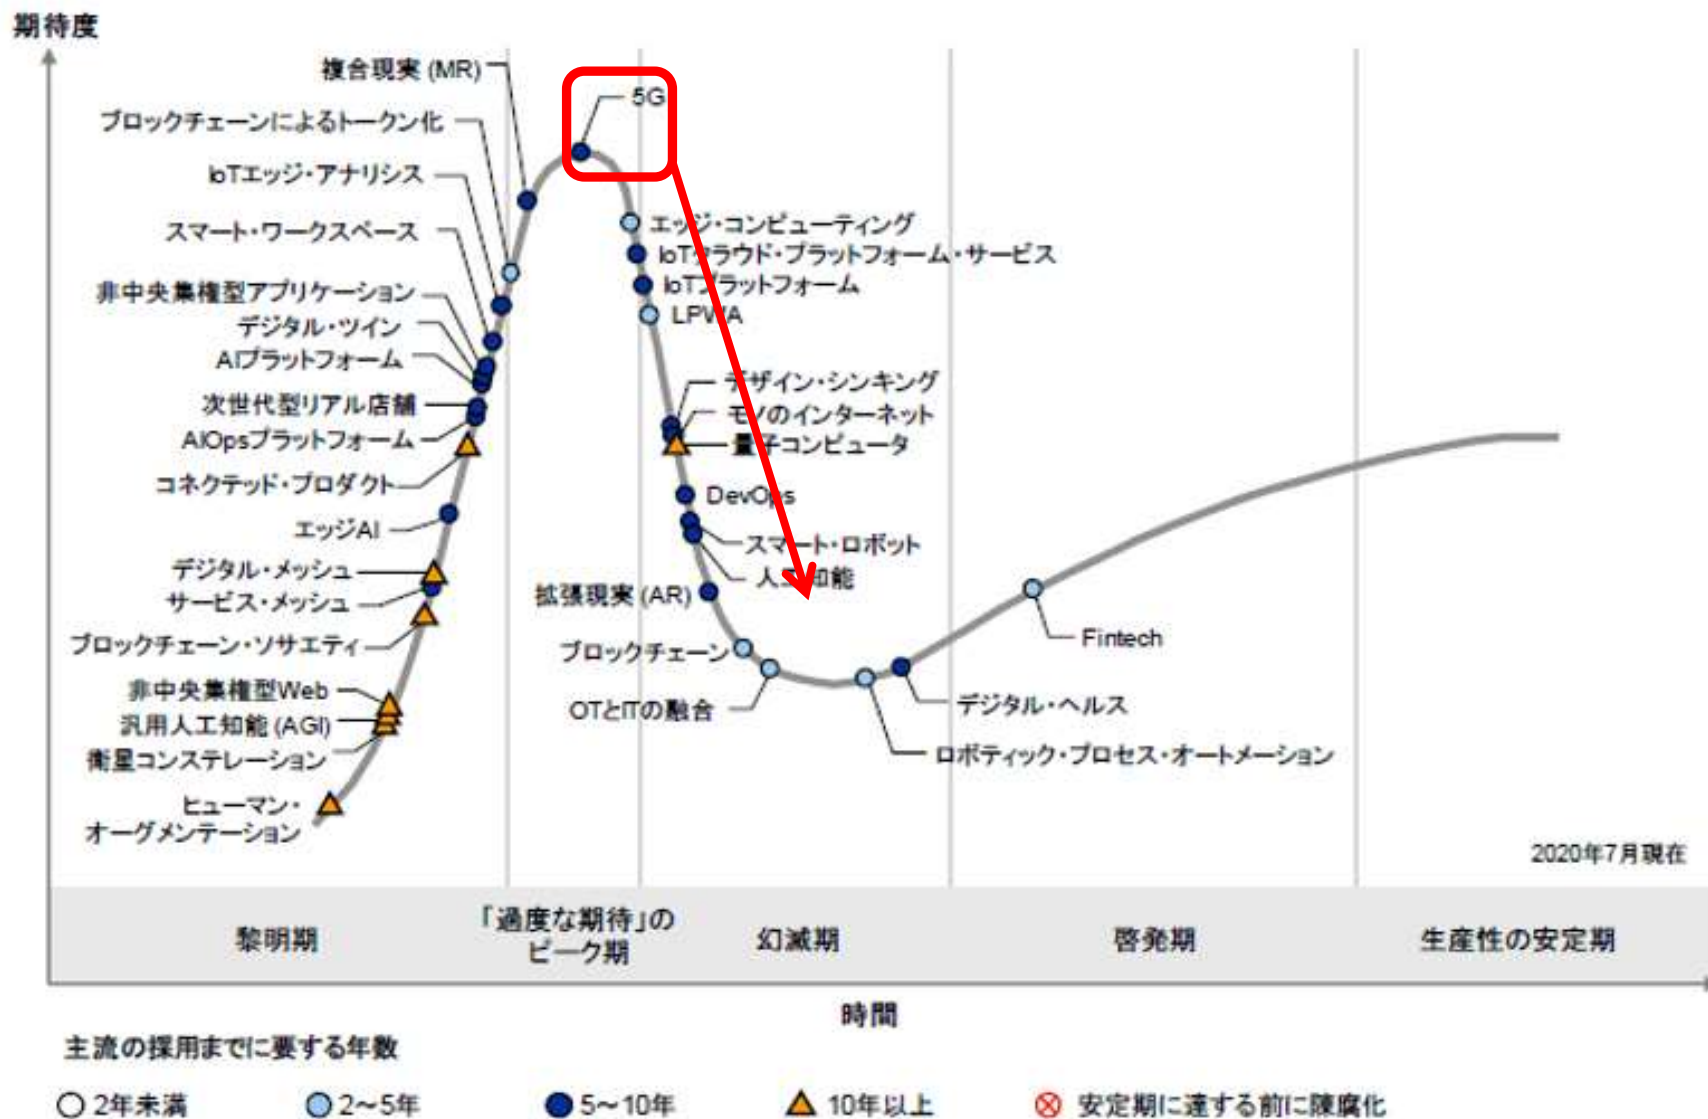 期待度
複合現実 (MR)
5G
ブロックチェーンによるトークン化
IoTエッジ・アナリシス
スマート・ワークスペース
非中央集権型アプリケーション
デジタル・ツイン
AIプラットフォーム
次世代型リアル店舗
AIOpsプラットフォーム
コネクテッド・プロダクト
エッジAI
デジタル・メッシュ
サービス・メッシュ
ブロックチェーン・ソサエティ
非中央集権型Web
汎用人工知能 (AGI)
衛星コンステレーション
ヒューマン・
オーグメンテーション
エッジ・コンピューティング
IoTクラウド・プラットフォーム・サービス
IoTプラットフォーム
LPWA
デザイン・シンキング
モノのインターネット
量子コンピュータ
DevOps
スマート・ロボット
人工知能
拡張現実 (AR)
ブロックチェーン
OTとITの融合
Fintech
デジタル・ヘルス
ロボティック・プロセス・オートメーション
2020年7月現在
黎明期
「過度な期待」の
ピーク期
幻滅期
啓発期
生産性の安定期
時間
主流の採用までに要する年数
2年未満
2～5年
5～10年
10年以上
安定期に達する前に陳腐化